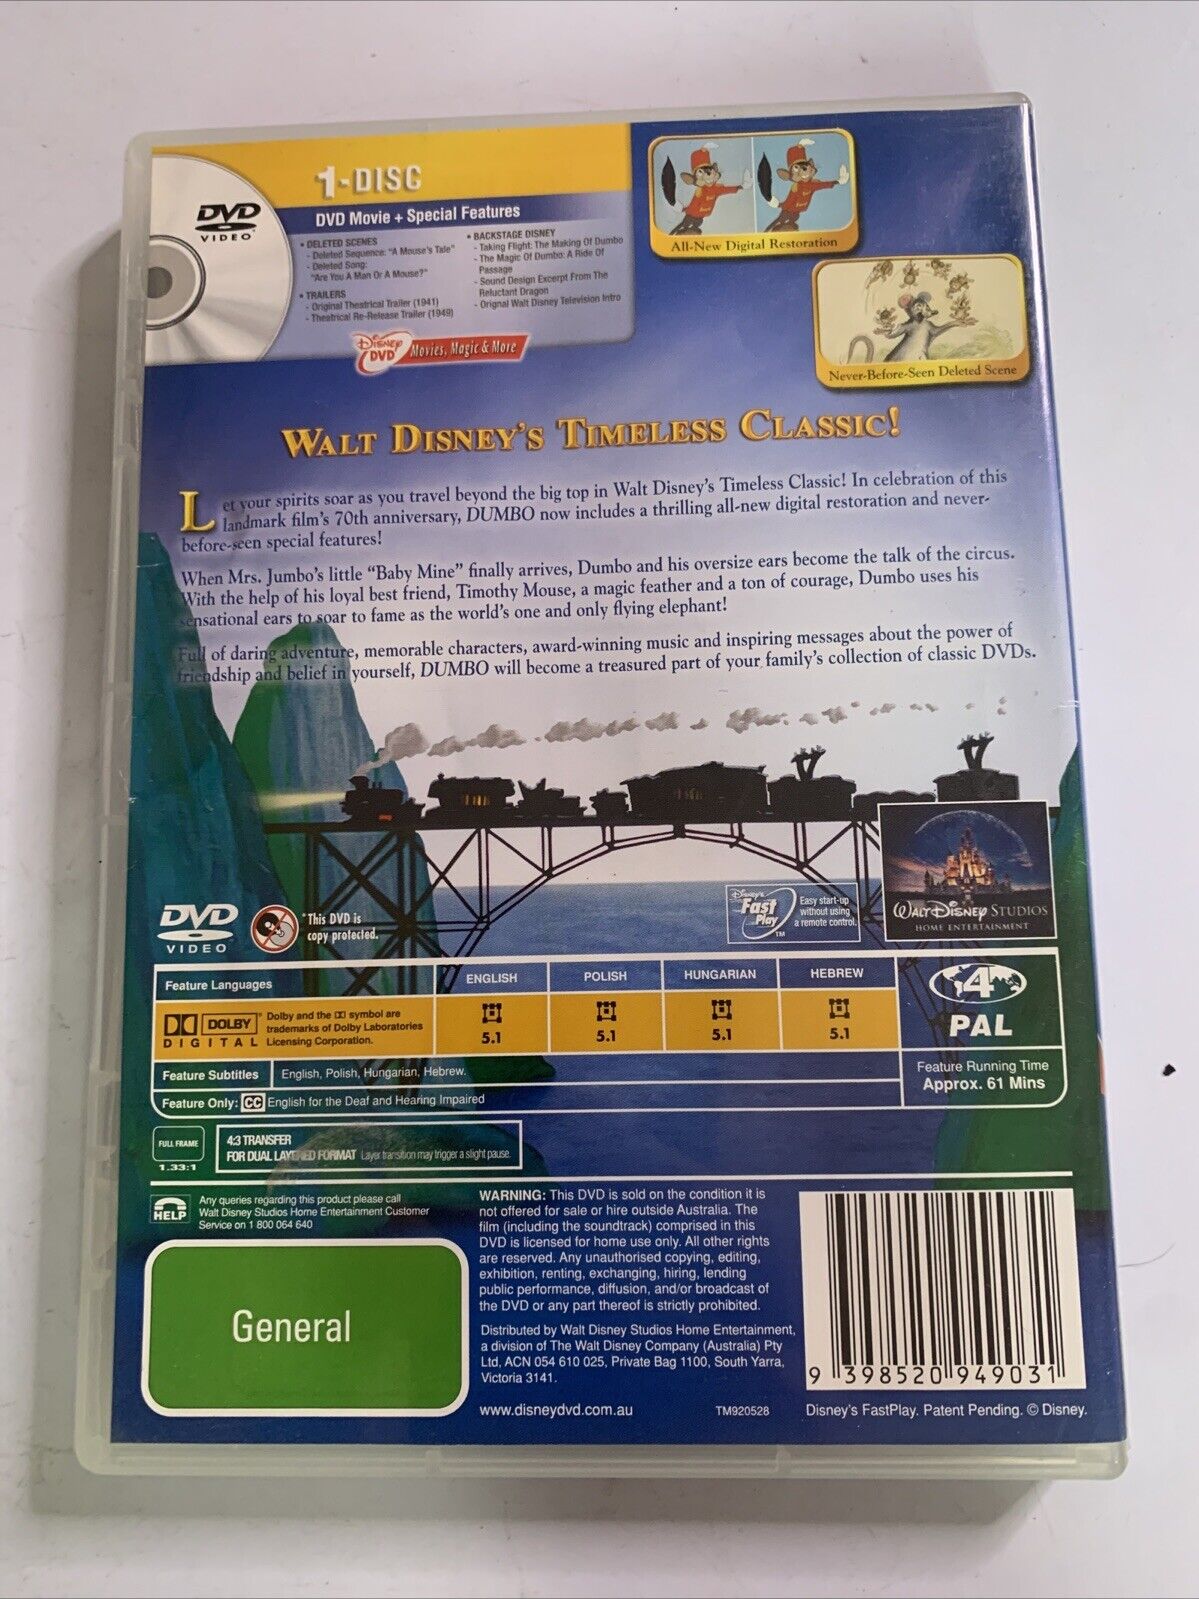 1-DISC
DVD Movie + Special Features
DVD
VIDEO
• DELETED SCENES
- Deleted Sequence: "A Mouse's Tale"
- Deleted Song:
"Are You A Man Or A Mouse?"
• TRAILERS
- Original Theatrical Trailer (1941)
- Theatrical Re-Release Trailer (1949)
• BACKSTAGE DISNEY
- Taking Flight: The Making Of Dumbo
- The Magic Of Dumbo: A Ride Of
Passage
- Sound Design Excerpt From The
Reluctant Dragon
- Orignal Walt Disney Television Intro
Disney DVD Movies, Magic & More
All-New Digital Restoration
Never-Before-Seen Deleted Scene
WALT DISNEY'S TIMELESS CLASSIC!
Let your spirits soar as you travel beyond the big top in Walt Disney's Timeless Classic! In celebration of this
landmark film's 70th anniversary, DUMBO now includes a thrilling all-new digital restoration and never-
before-seen special features!
When Mrs. Jumbo's little "Baby Mine" finally arrives, Dumbo and his oversize ears become the talk of the circus.
With the help of his loyal best friend, Timothy Mouse, a magic feather and a ton of courage, Dumbo uses his
sensational ears to soar to fame as the world's one and only flying elephant!
Full of daring adventure, memorable characters, award-winning music and inspiring messages about the power of
friendship and belief in yourself, DUMBO will become a treasured part of your family's collection of classic DVDs.
DVD
VIDEO
*This DVD is
copy protected.
Disney's
Fast
Play™
Easy start-up
without using
a remote control.
WALT DISNEY STUDIOS
HOME ENTERTAINMENT
Feature Languages
ENGLISH POLISH HUNGARIAN HEBREW
DOLBY
DIGITAL
Dolby and the DD symbol are
trademarks of Dolby Laboratories
Licensing Corporation.
5.1 5.1 5.1 5.1
4
PAL
Feature Subtitles English, Polish, Hungarian, Hebrew.
Feature Only: CC English for the Deaf and Hearing Impaired
Feature Running Time
Approx. 61 Mins
FULL FRAME
1.33:1
4:3 TRANSFER
FOR DUAL LAYERED FORMAT Layer transition may trigger a slight pause.
HELP
Any queries regarding this product please call
Walt Disney Studios Home Entertainment Customer
Service on 1 800 064 640
General
WARNING: This DVD is sold on the condition it is
not offered for sale or hire outside Australia. The
film (including the soundtrack) comprised in this
DVD is licensed for home use only. All other rights
are reserved. Any unauthorised copying, editing,
exhibition, renting, exchanging, hiring, lending
public performance, diffusion, and/or broadcast of
the DVD or any part thereof is strictly prohibited.
Distributed by Walt Disney Studios Home Entertainment,
a division of The Walt Disney Company (Australia) Pty
Ltd, ACN 054 610 025, Private Bag 1100, South Yarra,
Victoria 3141.
www.disneydvd.com.au
TM920528
9 398520 949031
Disney's FastPlay. Patent Pending. © Disney.